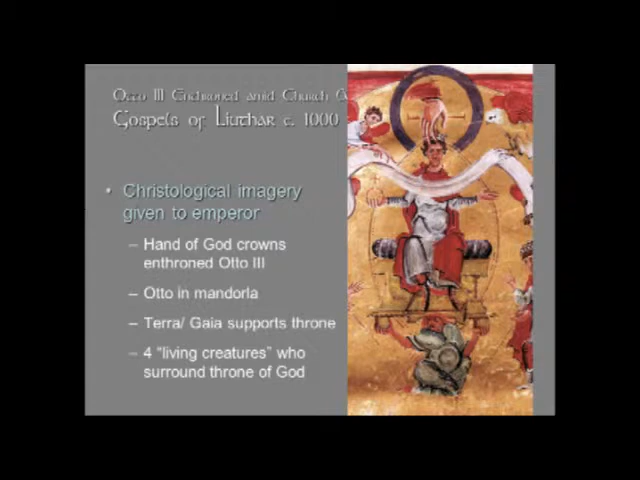 Otto III Enthroned amid Church &
Gospels of Liuthar c. 1000
• Christological imagery
given to emperor
– Hand of God crowns
enthroned Otto III
– Otto in mandorla
– Terra/ Gaia supports throne
– 4 “living creatures” who
surround throne of God